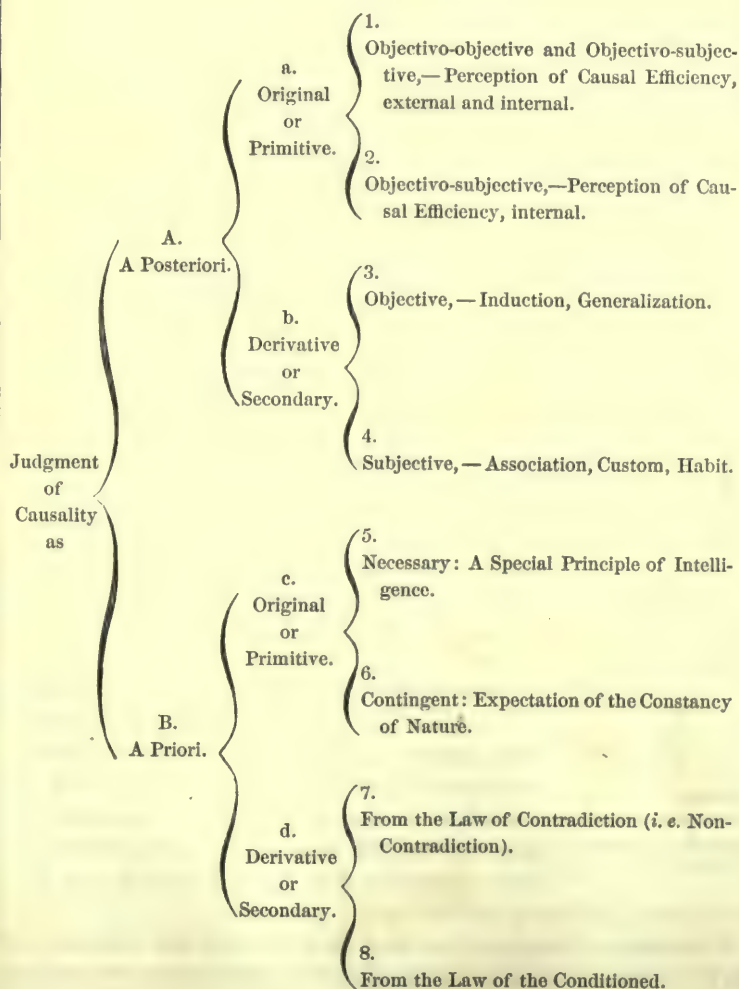 Judgment
of
Causality
as
A.
A Posteriori.
a.
Original
or
Primitive.
1.
Objectivo-objective and Objectivo-subjec-
tive,—Perception of Causal Efficiency,
external and internal.
2.
Objectivo-subjective,—Perception of Cau-
sal Efficiency, internal.
b.
Derivative
or
Secondary.
3.
Objective,—Induction, Generalization.
4.
Subjective,—Association, Custom, Habit.
B.
A Priori.
c.
Original
or
Primitive.
5.
Necessary: A Special Principle of Intelli-
gence.
6.
Contingent: Expectation of the Constancy
of Nature.
d.
Derivative
or
Secondary.
7.
From the Law of Contradiction (i. e. Non-
Contradiction).
8.
From the Law of the Conditioned.